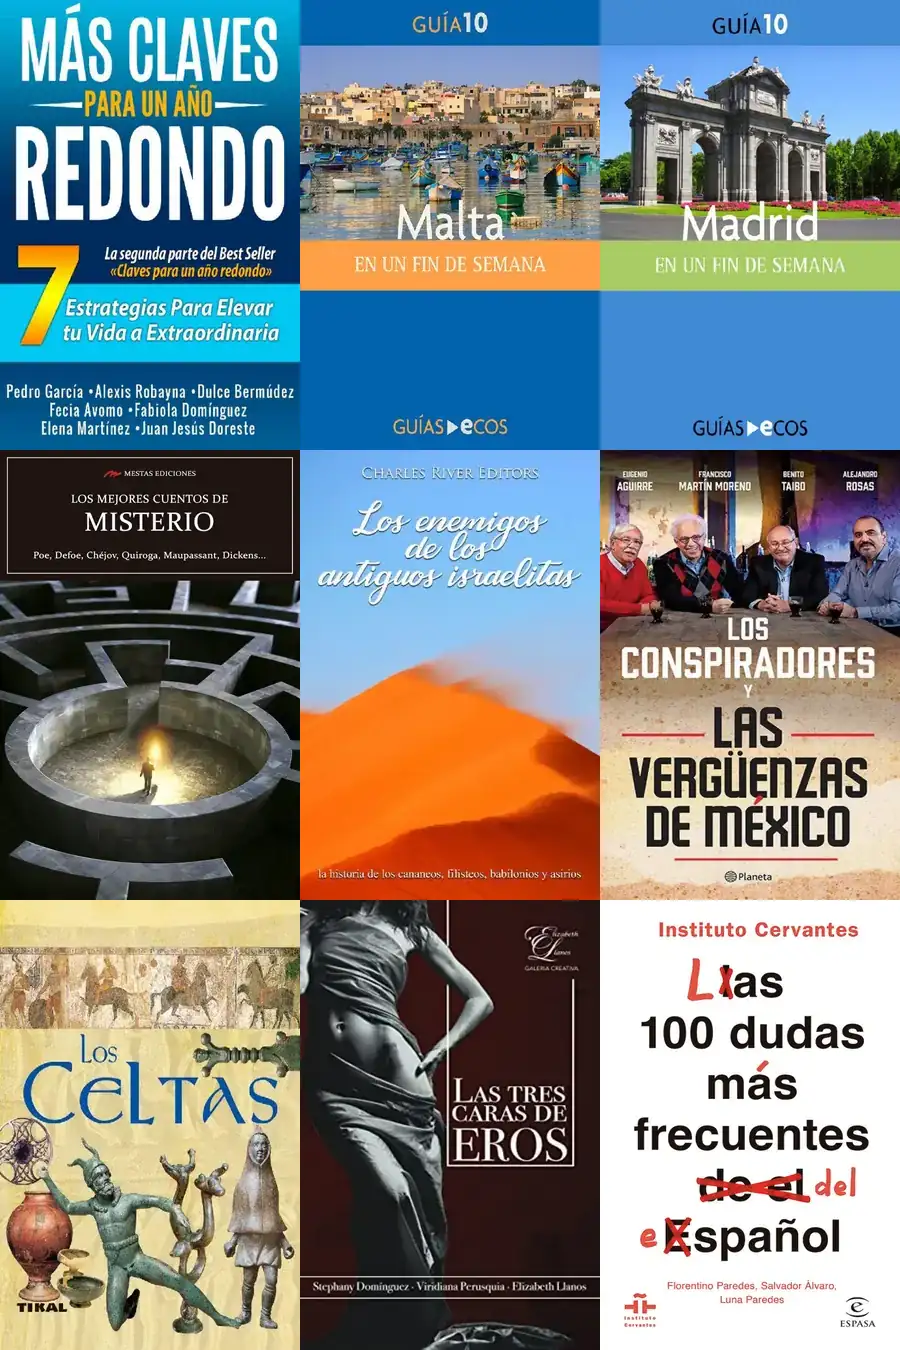 MÁS CLAVES
PARA UN AÑO
REDONDO
7
La segunda parte del Best Seller
«Claves para un año redondo»
Estrategias Para Elevar
tu Vida a Extraordinaria
Pedro García • Alexis Robayna • Dulce Bermúdez
Fecia Avomo • Fabiola Domínguez
Elena Martínez • Juan Jesús Doreste
GUÍA10
Malta
EN UN FIN DE SEMANA
GUÍAS ecos
GUÍA10
Madrid
EN UN FIN DE SEMANA
GUÍAS ecos
MESTAS EDICIONES
LOS MEJORES CUENTOS DE
MISTERIO
Poe, Defoe, Chéjov, Quiroga, Maupassant, Dickens...
CHARLES RIVER EDITORS
Los enemigos
de los
antiguos israelitas
la historia de los cananeos, filisteos, babilonios y asirios
EUGENIO AGUIRRE
FRANCISCO MARTÍN MORENO
BENITO TAIBO
ALEJANDRO ROSAS
LOS
CONSPIRADORES
Y
LAS
VERGÜENZAS
DE MÉXICO
Planeta
LOS
CELTAS
TIKAL
Elizabeth
Llanos
GALERIA CREATIVA
LAS TRES
CARAS DE
EROS
Stephany Domínguez · Viridiana Perusquia · Elizabeth Llanos
Instituto Cervantes
L las
100 dudas
más
frecuentes
de el del
e Español
Florentino Paredes, Salvador Álvaro,
Luna Paredes
Instituto
Cervantes
ESPASA